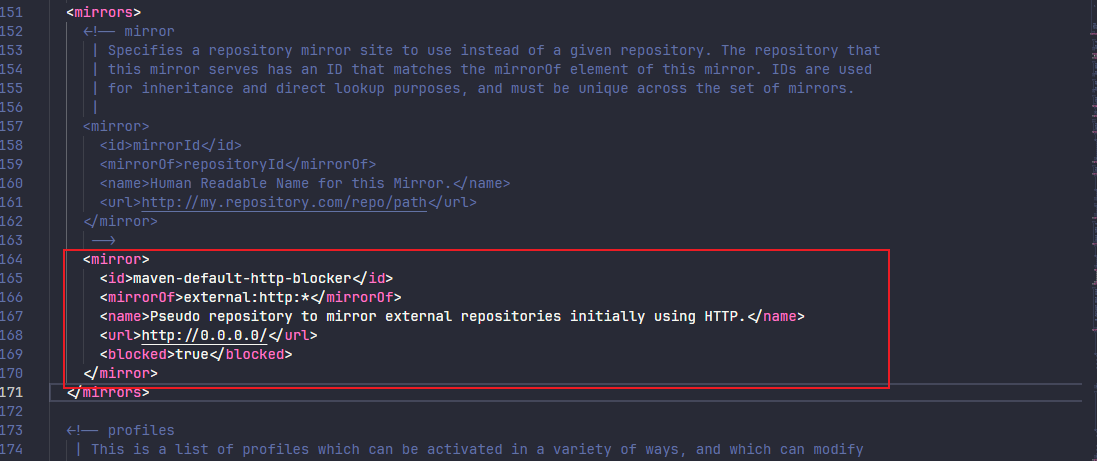 151 <mirrors>
152 <!-- mirror
153 | Specifies a repository mirror site to use instead of a given repository. The repository that
154 | this mirror serves has an ID that matches the mirrorOf element of this mirror. IDs are used
155 | for inheritance and direct lookup purposes, and must be unique across the set of mirrors.
156 |
157 <mirror>
158 <id>mirrorId</id>
159 <mirrorOf>repositoryId</mirrorOf>
160 <name>Human Readable Name for this Mirror.</name>
161 <url>http://my.repository.com/repo/path</url>
162 </mirror>
163 -->
164 <mirror>
165 <id>maven-default-http-blocker</id>
166 <mirrorOf>external:http:*</mirrorOf>
167 <name>Pseudo repository to mirror external repositories initially using HTTP.</name>
168 <url>http://0.0.0.0/</url>
169 <blocked>true</blocked>
170 </mirror>
171 </mirrors>
172
173 <!-- profiles
174 | This is a list of profiles which can be activated in a variety of ways, and which can modify